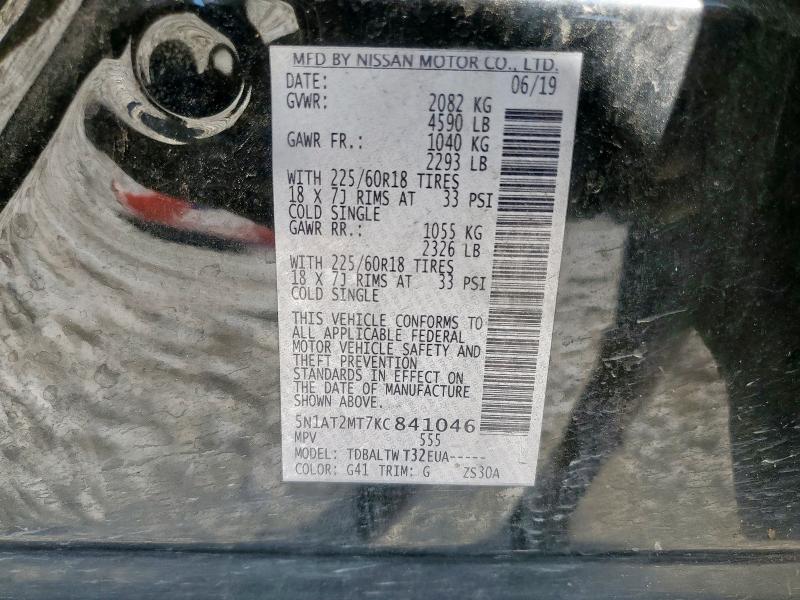 MFD BY NISSAN MOTOR CO., LTD.
DATE: 06/19
GVWR: 2082 KG
4590 LB
GAWR FR.: 1040 KG
2293 LB
WITH 225/60R18 TIRES
18 X 7J RIMS AT 33 PSI
COLD SINGLE
GAWR RR.: 1055 KG
2326 LB
WITH 225/60R18 TIRES
18 X 7J RIMS AT 33 PSI
COLD SINGLE
THIS VEHICLE CONFORMS TO
ALL APPLICABLE FEDERAL
MOTOR VEHICLE SAFETY AND
THEFT PREVENTION
STANDARDS IN EFFECT ON
THE DATE OF MANUFACTURE
SHOWN ABOVE.
5N1AT2MT7KC841046
MPV 555
MODEL: TDBALTW T32EUA-----
COLOR: G41 TRIM: G ZS30A